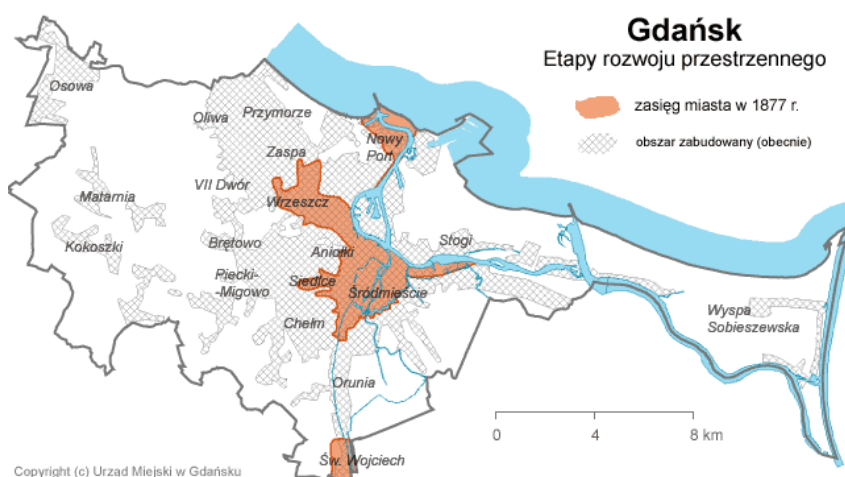 Gdańsk
Etapy rozwoju przestrzennego
zasięg miasta w 1877 r.
obszar zabudowany (obecnie)
Osowa
Oliwa
Przymorze
Nowy
Port
Zaspa
VII Dwór
Matarnia
Wrzeszcz
Kokoszki
Brętowo
Aniołki
Stogi
Piecki-
-Migowo
Siedlce
Śródmieście
Wyspa
Sobieszewska
Chełm
Orunia
0
4
8 km
Św. Wojciech
Copyright (c) Urzad Miejski w Gdańsku